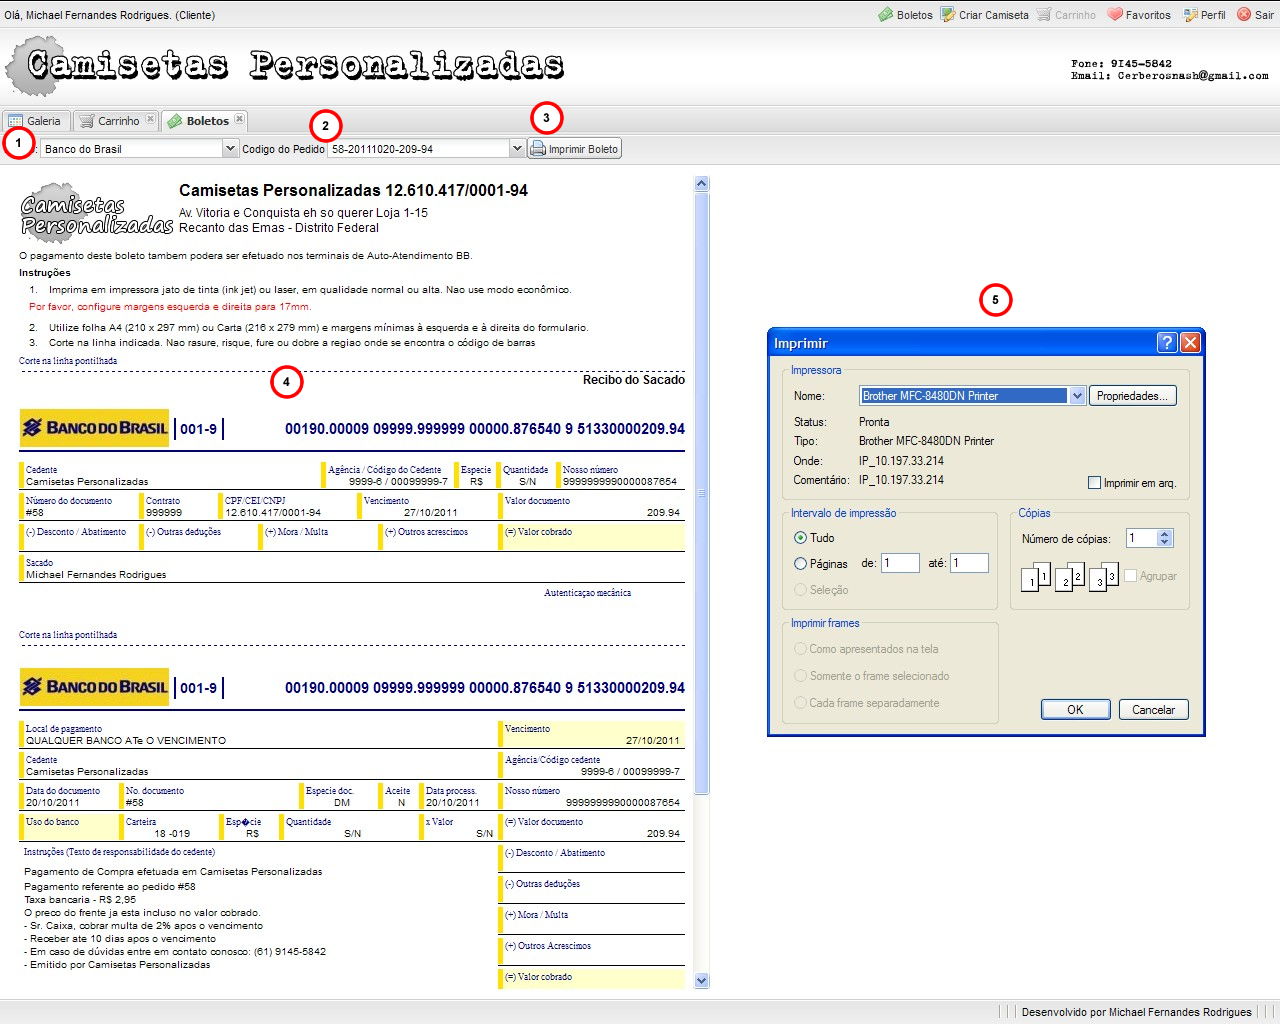 Olá, Michael Fernandes Rodrigues. (Cliente)
Boletos Criar Camiseta Carrinho Favoritos Perfil Sair
Camisetas Personalizadas
Fone: 9145-5842
Email: Cerberosnash@gmail.com
Galeria Carrinho Boletos
1 2 3
: Banco do Brasil Codigo do Pedido 58-20111020-209-94 Imprimir Boleto
Camisetas Personalizadas
Camisetas Personalizadas 12.610.417/0001-94
Av. Vitoria e Conquista eh so querer Loja 1-15
Recanto das Emas - Distrito Federal
O pagamento deste boleto tambem podera ser efetuado nos terminais de Auto-Atendimento BB.
Instruções
1. Imprima em impressora jato de tinta (ink jet) ou laser, em qualidade normal ou alta. Nao use modo econômico.
Por favor, configure margens esquerda e direita para 17mm.
2. Utilize folha A4 (210 x 297 mm) ou Carta (216 x 279 mm) e margens mínimas à esquerda e à direita do formulario.
3. Corte na linha indicada. Nao rasure, risque, fure ou dobre a regiao onde se encontra o código de barras
Corte na linha pontilhada
4
Recibo do Sacado
BANCO DO BRASIL 001-9 00190.00009 09999.999999 00000.876540 9 51330000209.94
Cedente Agência / Código do Cedente Especie Quantidade Nosso número
Camisetas Personalizadas 9999-6 / 00099999-7 R$ S/N 9999999990000087654
Número do documento Contrato CPF/CEI/CNPJ Vencimento Valor documento
#58 999999 12.610.417/0001-94 27/10/2011 209.94
(-) Desconto / Abatimento (-) Outras deduções (+) Mora / Multa (+) Outros acrescimos (=) Valor cobrado
Sacado
Michael Fernandes Rodrigues
Autenticaçao mecânica
Corte na linha pontilhada
BANCO DO BRASIL 001-9 00190.00009 09999.999999 00000.876540 9 51330000209.94
Local de pagamento Vencimento
QUALQUER BANCO ATe O VENCIMENTO 27/10/2011
Cedente Agência/Código cedente
Camisetas Personalizadas 9999-6 / 00099999-7
Data do documento No. documento Especie doc. Aceite Data process. Nosso número
20/10/2011 #58 DM N 20/10/2011 9999999990000087654
Uso do banco Carteira Esp�cie Quantidade x Valor (=) Valor documento
18 -019 R$ S/N S/N 209.94
Instruções (Texto de responsabilidade do cedente) (-) Desconto / Abatimento
Pagamento de Compra efetuada em Camisetas Personalizadas
Pagamento referente ao pedido #58 (-) Outras deduções
Taxa bancaria - R$ 2,95
O preco do frente ja esta incluso no valor cobrado. (+) Mora / Multa
- Sr. Caixa, cobrar multa de 2% apos o vencimento
- Receber ate 10 dias apos o vencimento (+) Outros Acrescimos
- Em caso de dúvidas entre em contato conosco: (61) 9145-5842
- Emitido por Camisetas Personalizadas
(=) Valor cobrado
5
Imprimir
Impressora
Nome: Brother MFC-8480DN Printer Propriedades...
Status: Pronta
Tipo: Brother MFC-8480DN Printer
Onde: IP_10.197.33.214
Comentário: IP_10.197.33.214 Imprimir em arq.
Intervalo de impressão
Tudo
Páginas de: 1 até: 1
Seleção
Cópias
Número de cópias: 1
1 1 2 2 3 3 Agrupar
Imprimir frames
Como apresentados na tela
Somente o frame selecionado
Cada frame separadamente
OK Cancelar
Desenvolvido por Michael Fernandes Rodrigues